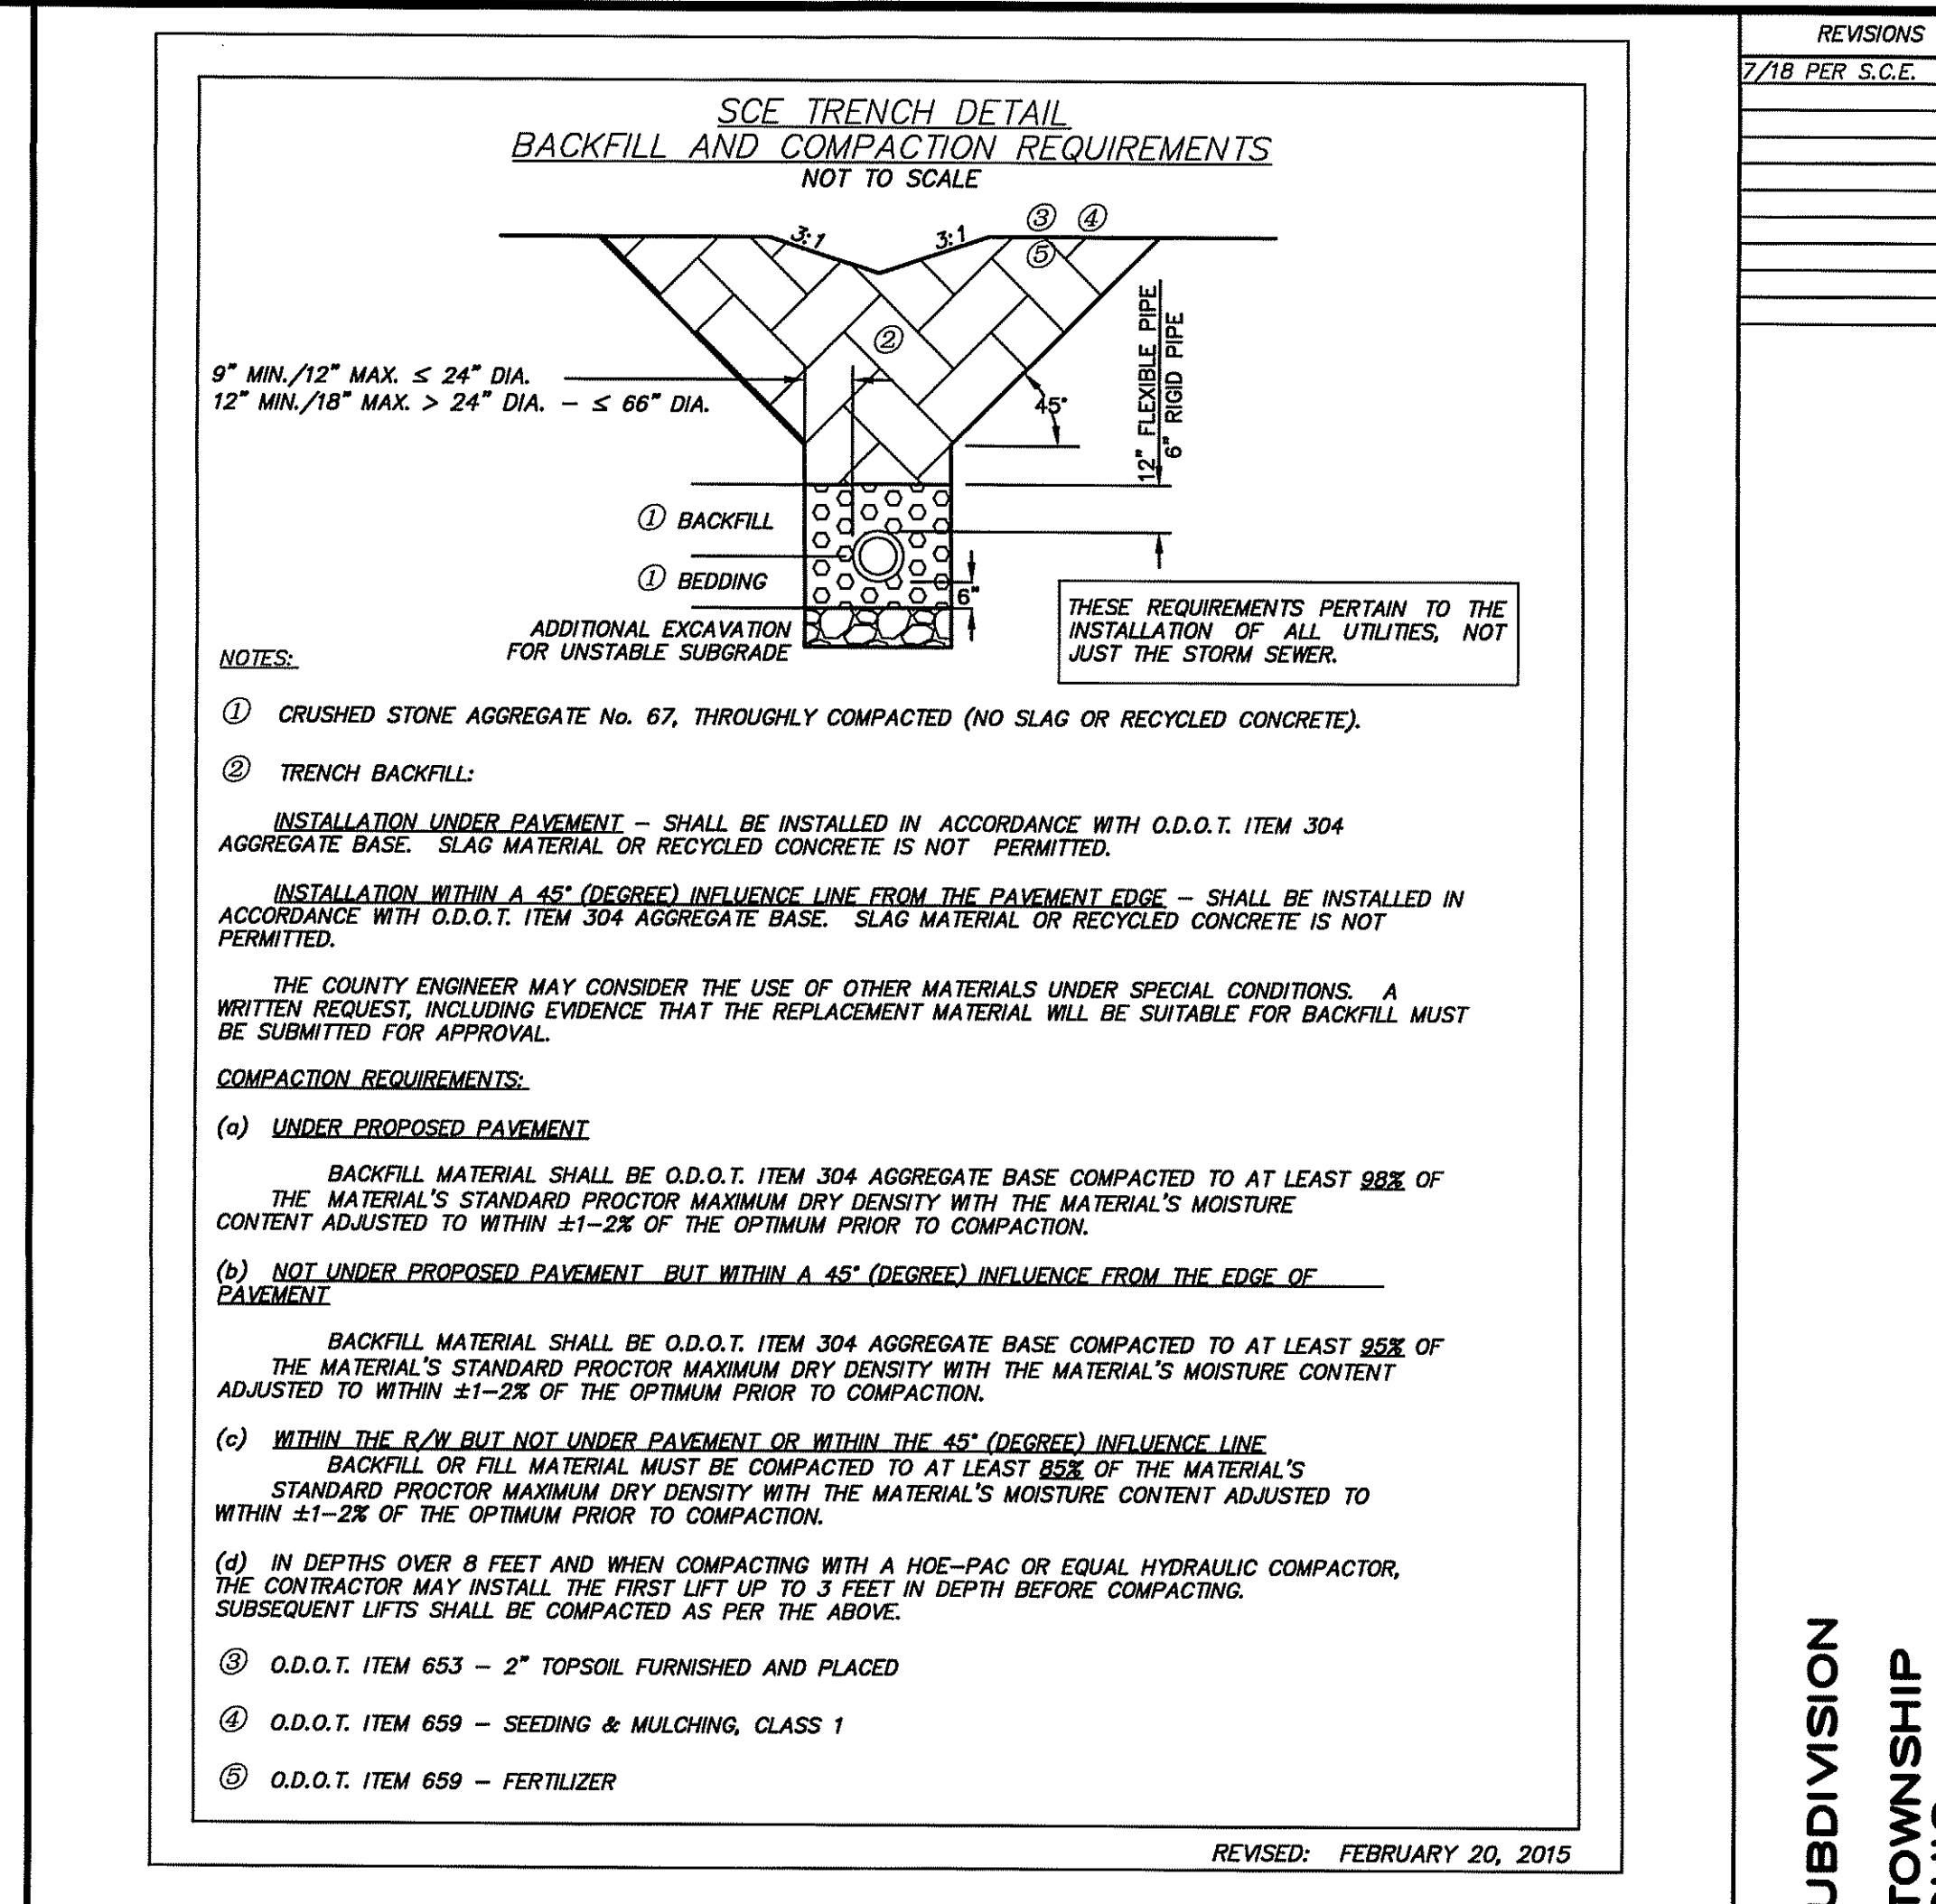 REVISIONS
7/18 PER S.C.E.
SCE TRENCH DETAIL
BACKFILL AND COMPACTION REQUIREMENTS
NOT TO SCALE
3:1
3:1
③ ④
⑤
②
12" FLEXIBLE PIPE
6" RIGID PIPE
9" MIN./12" MAX. ≤ 24" DIA.
12" MIN./18" MAX. > 24" DIA. – ≤ 66" DIA.
45°
① BACKFILL
① BEDDING
6"
ADDITIONAL EXCAVATION
FOR UNSTABLE SUBGRADE
THESE REQUIREMENTS PERTAIN TO THE
INSTALLATION OF ALL UTILITIES, NOT
JUST THE STORM SEWER.
NOTES:
① CRUSHED STONE AGGREGATE No. 67, THROUGHLY COMPACTED (NO SLAG OR RECYCLED CONCRETE).
② TRENCH BACKFILL:
INSTALLATION UNDER PAVEMENT – SHALL BE INSTALLED IN ACCORDANCE WITH O.D.O.T. ITEM 304
AGGREGATE BASE. SLAG MATERIAL OR RECYCLED CONCRETE IS NOT PERMITTED.
INSTALLATION WITHIN A 45° (DEGREE) INFLUENCE LINE FROM THE PAVEMENT EDGE – SHALL BE INSTALLED IN
ACCORDANCE WITH O.D.O.T. ITEM 304 AGGREGATE BASE. SLAG MATERIAL OR RECYCLED CONCRETE IS NOT
PERMITTED.
THE COUNTY ENGINEER MAY CONSIDER THE USE OF OTHER MATERIALS UNDER SPECIAL CONDITIONS. A
WRITTEN REQUEST, INCLUDING EVIDENCE THAT THE REPLACEMENT MATERIAL WILL BE SUITABLE FOR BACKFILL MUST
BE SUBMITTED FOR APPROVAL.
COMPACTION REQUIREMENTS:
(a) UNDER PROPOSED PAVEMENT
BACKFILL MATERIAL SHALL BE O.D.O.T. ITEM 304 AGGREGATE BASE COMPACTED TO AT LEAST 98% OF
THE MATERIAL'S STANDARD PROCTOR MAXIMUM DRY DENSITY WITH THE MATERIAL'S MOISTURE
CONTENT ADJUSTED TO WITHIN ±1–2% OF THE OPTIMUM PRIOR TO COMPACTION.
(b) NOT UNDER PROPOSED PAVEMENT BUT WITHIN A 45° (DEGREE) INFLUENCE FROM THE EDGE OF
PAVEMENT
BACKFILL MATERIAL SHALL BE O.D.O.T. ITEM 304 AGGREGATE BASE COMPACTED TO AT LEAST 95% OF
THE MATERIAL'S STANDARD PROCTOR MAXIMUM DRY DENSITY WITH THE MATERIAL'S MOISTURE CONTENT
ADJUSTED TO WITHIN ±1–2% OF THE OPTIMUM PRIOR TO COMPACTION.
(c) WITHIN THE R/W BUT NOT UNDER PAVEMENT OR WITHIN THE 45° (DEGREE) INFLUENCE LINE
BACKFILL OR FILL MATERIAL MUST BE COMPACTED TO AT LEAST 85% OF THE MATERIAL'S
STANDARD PROCTOR MAXIMUM DRY DENSITY WITH THE MATERIAL'S MOISTURE CONTENT ADJUSTED TO
WITHIN ±1–2% OF THE OPTIMUM PRIOR TO COMPACTION.
(d) IN DEPTHS OVER 8 FEET AND WHEN COMPACTING WITH A HOE–PAC OR EQUAL HYDRAULIC COMPACTOR,
THE CONTRACTOR MAY INSTALL THE FIRST LIFT UP TO 3 FEET IN DEPTH BEFORE COMPACTING.
SUBSEQUENT LIFTS SHALL BE COMPACTED AS PER THE ABOVE.
③ O.D.O.T. ITEM 653 – 2" TOPSOIL FURNISHED AND PLACED
④ O.D.O.T. ITEM 659 – SEEDING & MULCHING, CLASS 1
⑤ O.D.O.T. ITEM 659 – FERTILIZER
REVISED: FEBRUARY 20, 2015
UBDIVISION
TOWNSHIP